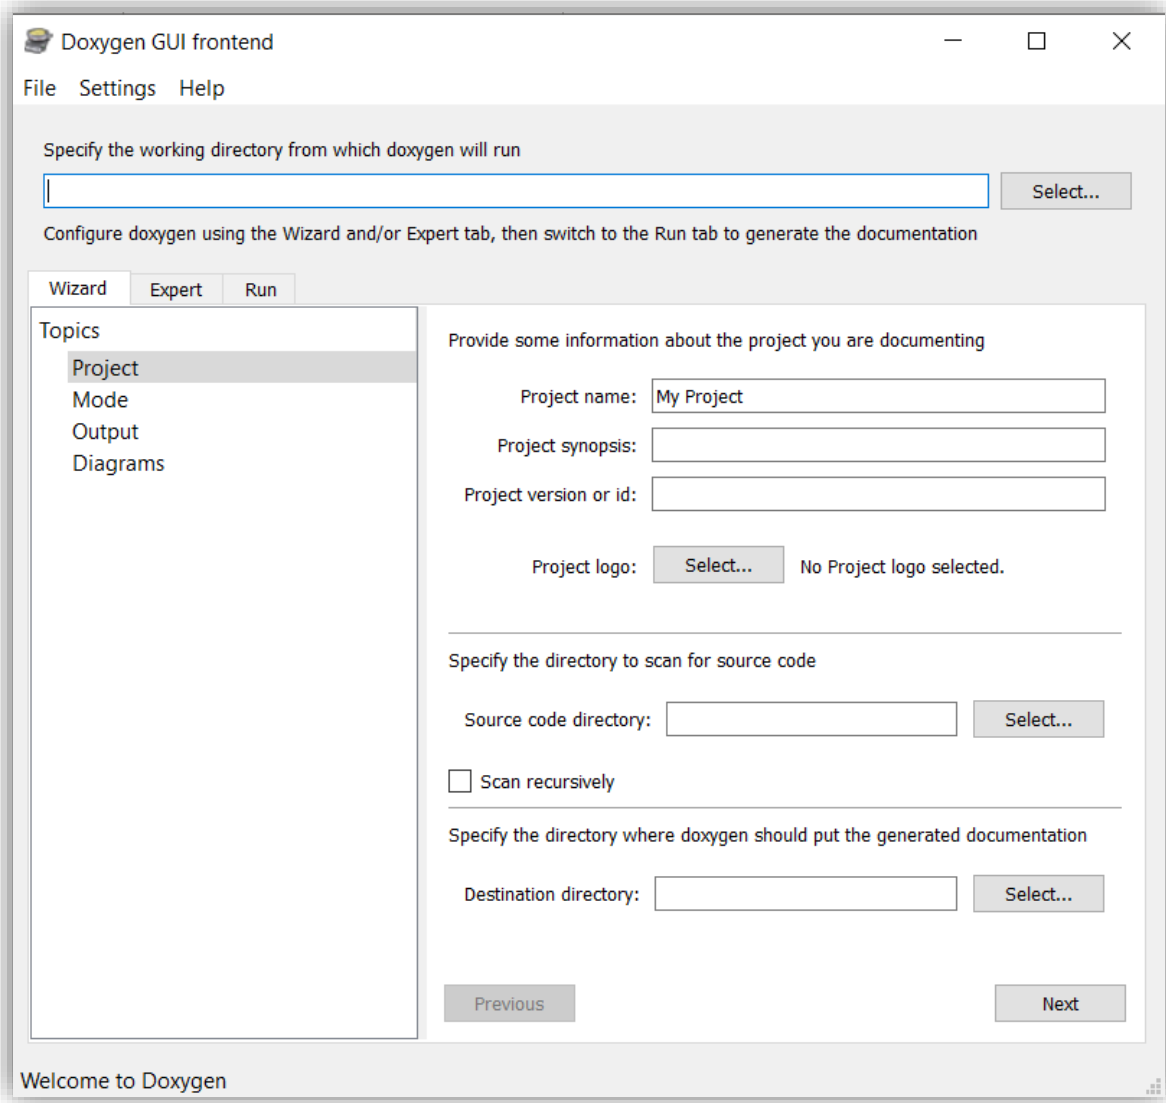 Doxygen GUI frontend
File Settings Help
Specify the working directory from which doxygen will run
Select...
Configure doxygen using the Wizard and/or Expert tab, then switch to the Run tab to generate the documentation
Wizard Expert Run
Topics
Project
Mode
Output
Diagrams
Provide some information about the project you are documenting
Project name: My Project
Project synopsis:
Project version or id:
Project logo: Select... No Project logo selected.
Specify the directory to scan for source code
Source code directory: Select...
Scan recursively
Specify the directory where doxygen should put the generated documentation
Destination directory: Select...
Previous Next
Welcome to Doxygen